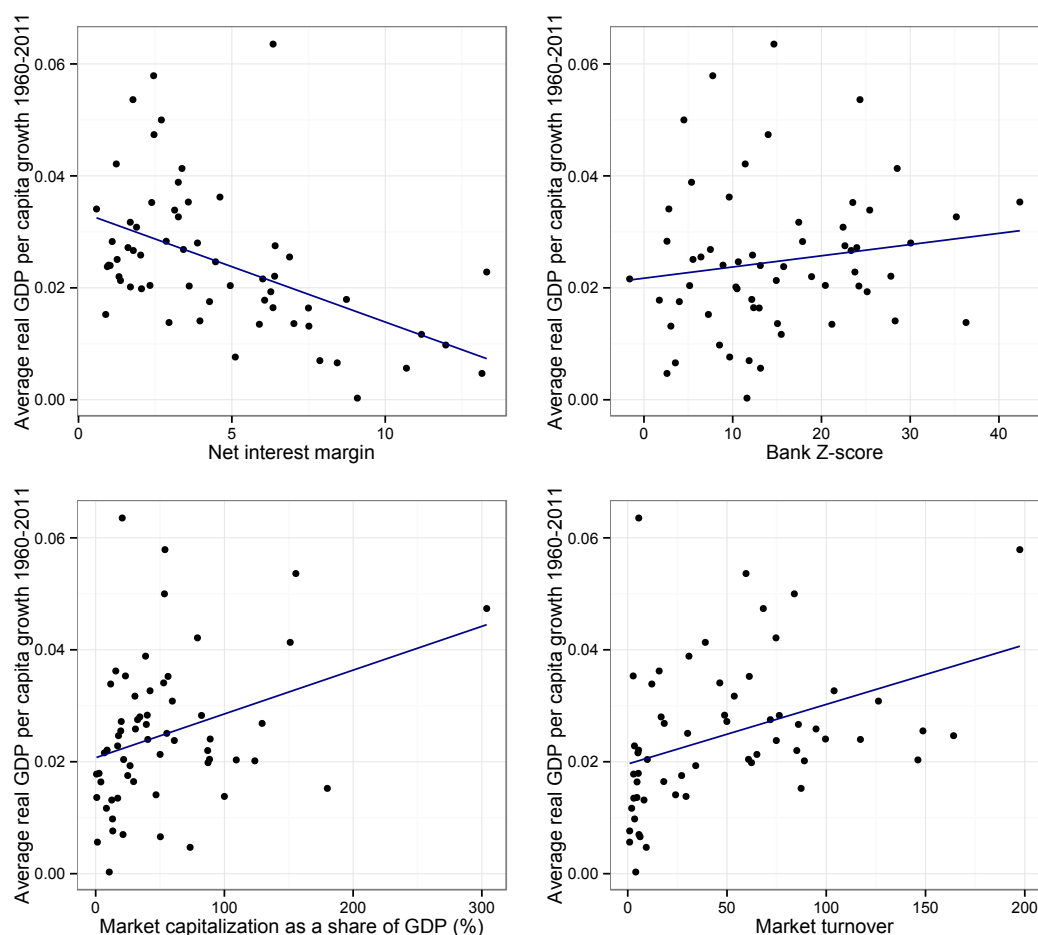 Average real GDP per capita growth 1960-2011
0.06
0.04
0.02
0.00
0 5 10
Net interest margin
Average real GDP per capita growth 1960-2011
0.06
0.04
0.02
0.00
0 10 20 30 40
Bank Z-score
Average real GDP per capita growth 1960-2011
0.06
0.04
0.02
0.00
0 100 200 300
Market capitalization as a share of GDP (%)
Average real GDP per capita growth 1960-2011
0.06
0.04
0.02
0.00
0 50 100 150 200
Market turnover